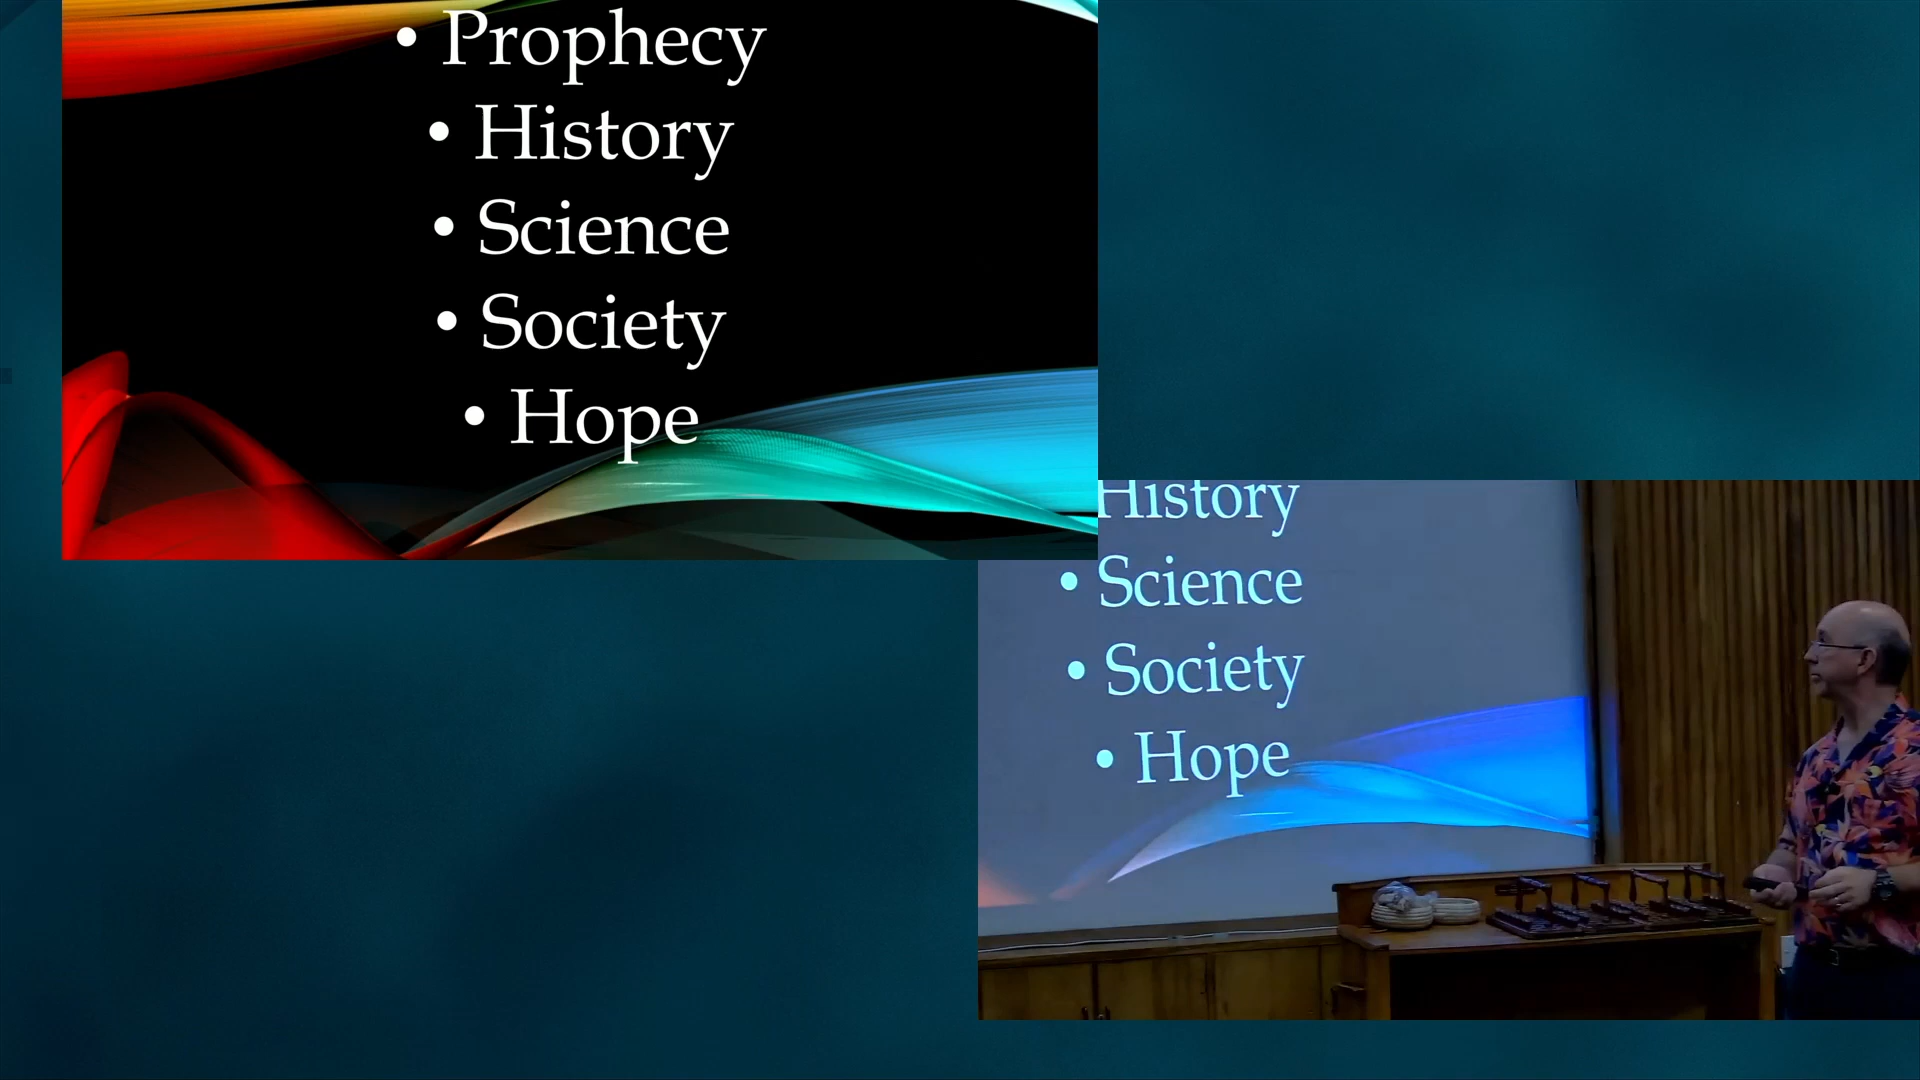 • Prophecy
• History
• Science
• Society
• Hope
History
• Science
• Society
• Hope